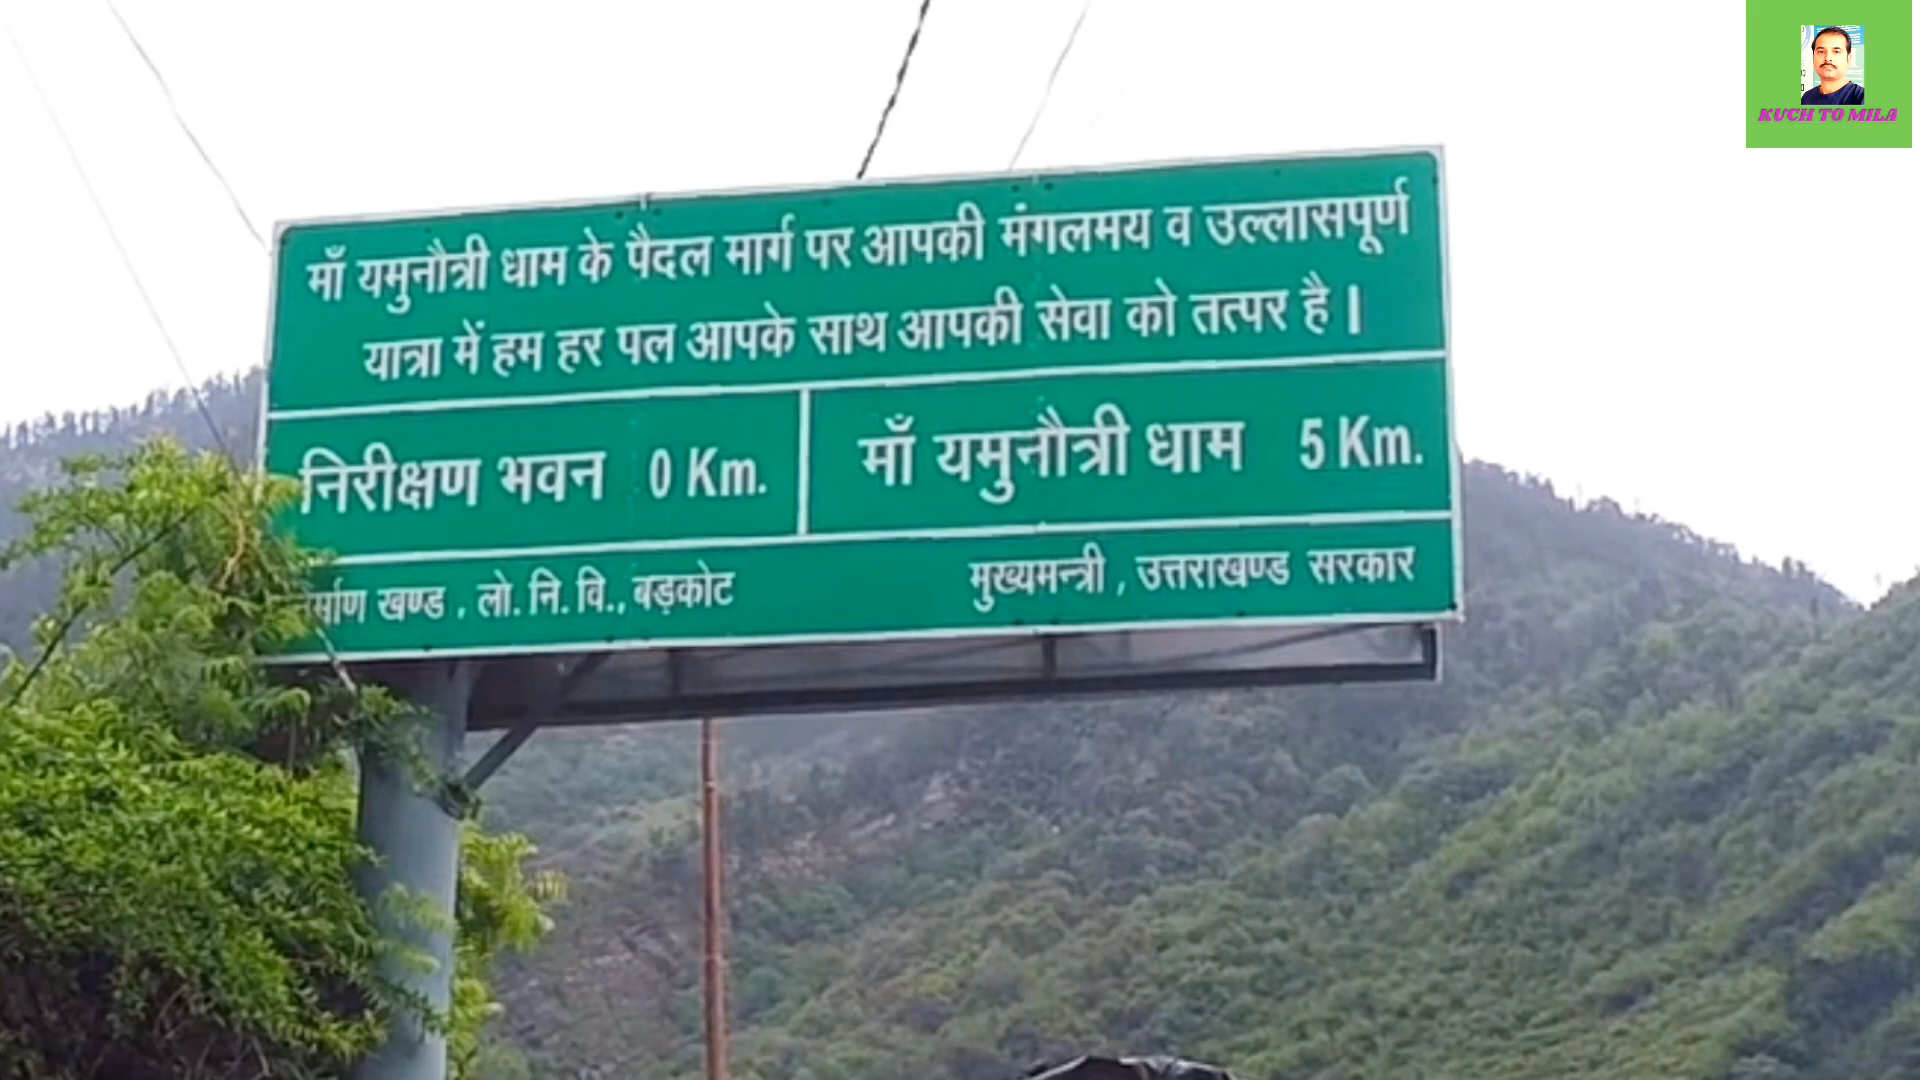 माँ यमुनौत्री धाम के पैदल मार्ग पर आपकी मंगलमय व उल्लासपूर्ण
यात्रा में हम हर पल आपके साथ आपकी सेवा को तत्पर है ।
निरीक्षण भवन 0 Km.
माँ यमुनौत्री धाम 5 Km.
खण्ड , लो. नि. वि., बड़कोट
मुख्यमन्त्री , उत्तराखण्ड सरकार
KUCH TO MILA